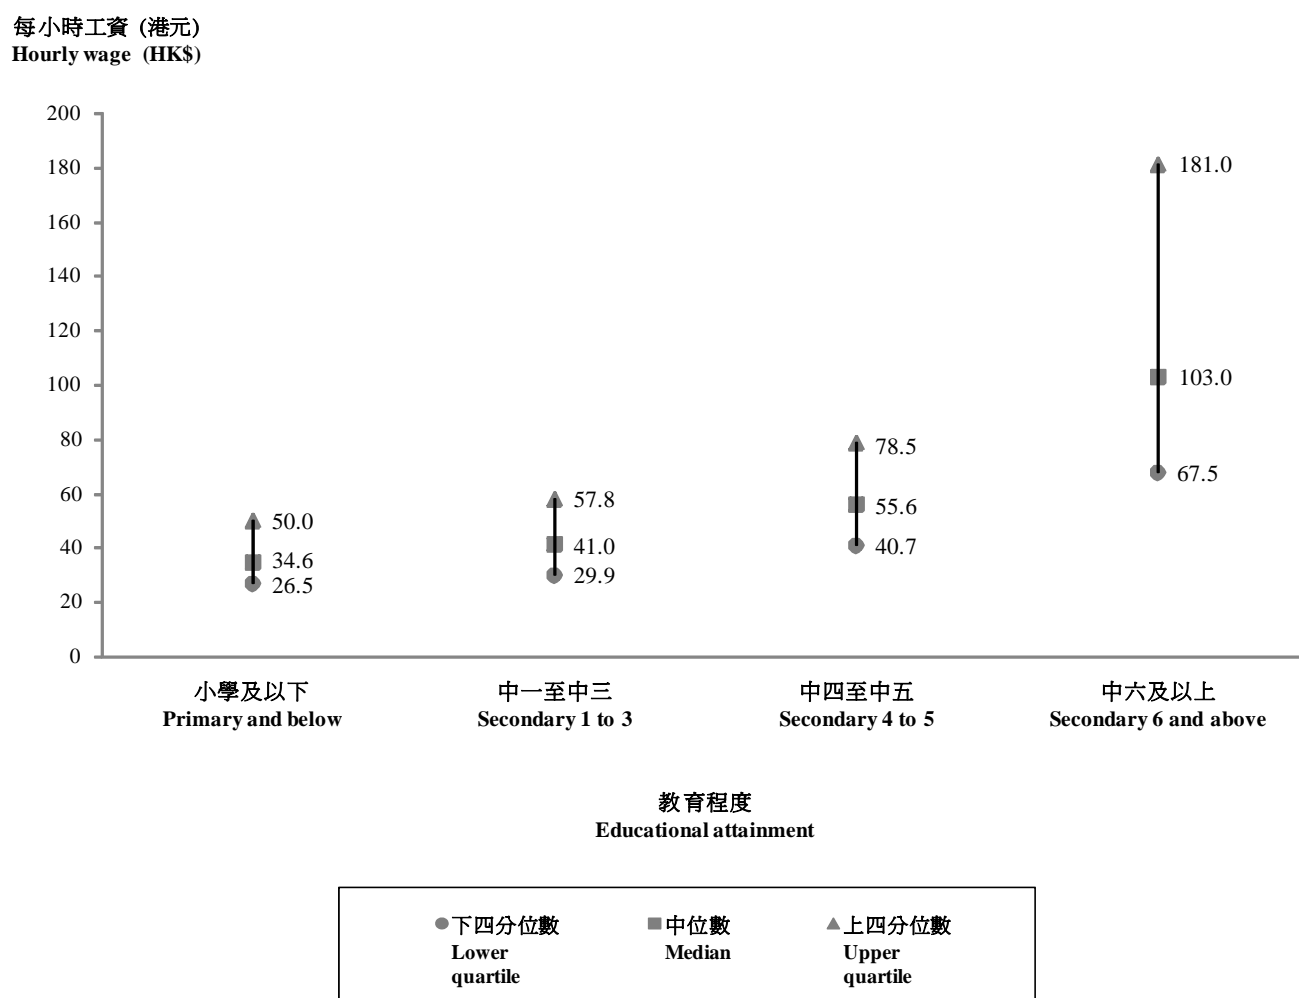 每小時工資 (港元)
Hourly wage (HK$)
200
180
160
140
120
100
80
60
40
20
0
50.0
34.6
26.5
57.8
41.0
29.9
78.5
55.6
40.7
181.0
103.0
67.5
小學及以下
Primary and below
中一至中三
Secondary 1 to 3
中四至中五
Secondary 4 to 5
中六及以上
Secondary 6 and above
教育程度
Educational attainment
下四分位數
Lower
quartile
中位數
Median
上四分位數
Upper
quartile